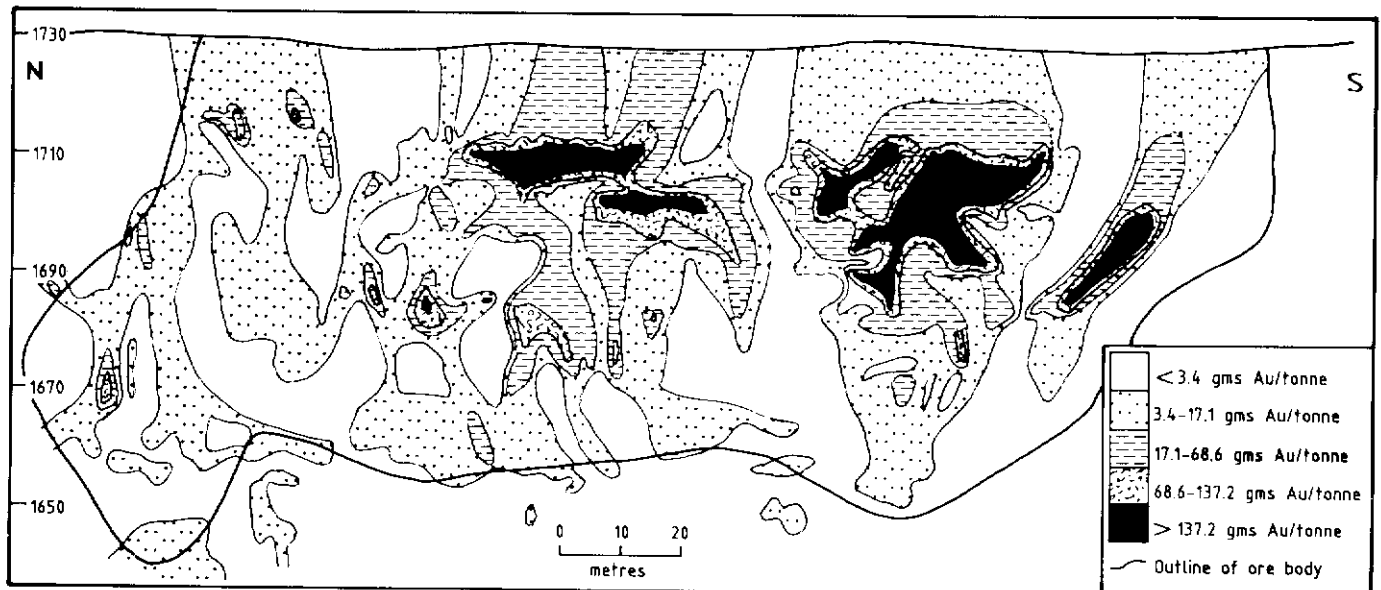 1730
N
S
1710
1690
1670
1650
0 10 20
metres
< 3.4 gms Au/tonne
3.4-17.1 gms Au/tonne
17.1-68.6 gms Au/tonne
68.6-137.2 gms Au/tonne
> 137.2 gms Au/tonne
Outline of ore body